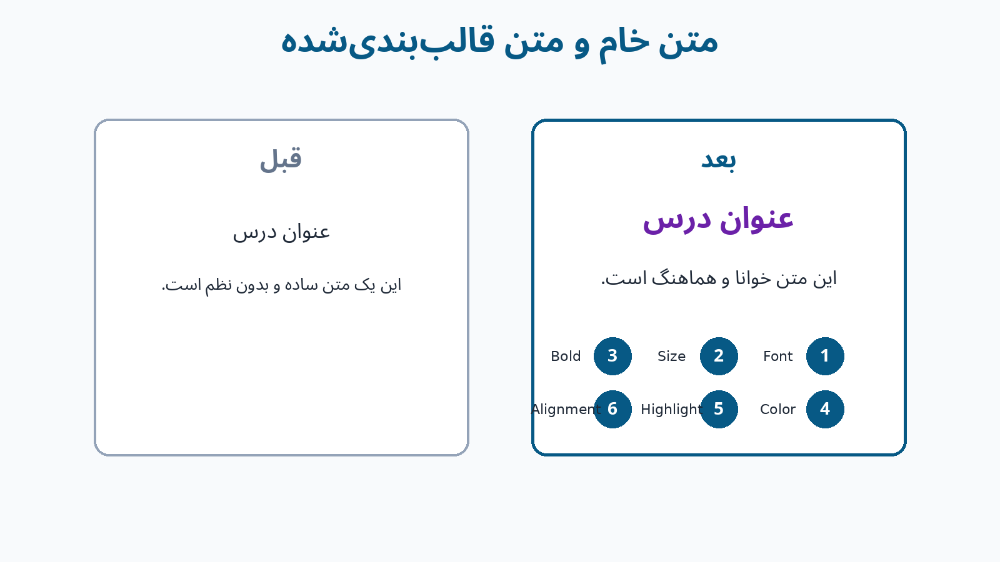 متن خام و متن قالب‌بندی‌شده
بعد
عنوان درس
این متن خوانا و هماهنگ است.
1 Font
2 Size
3 Bold
4 Color
5 Highlight
6 Alignment
قبل
عنوان درس
این یک متن ساده و بدون نظم است.